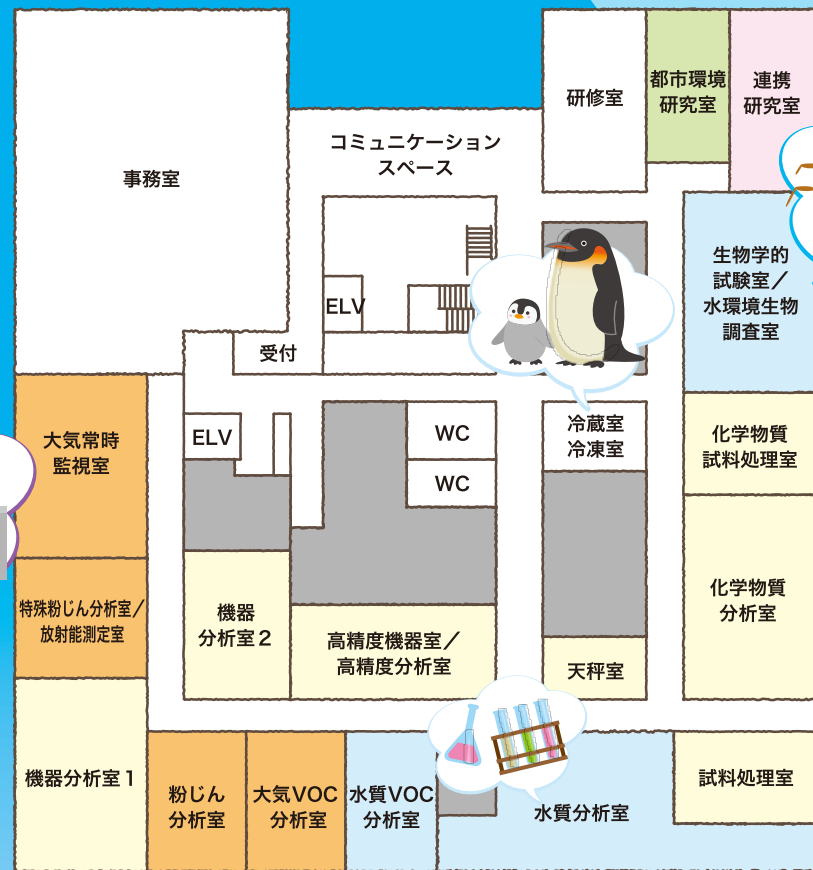 研修室
都市環境
研究室
連携
研究室
コミュニケーション
スペース
事務室
生物学的
試験室／
水環境生物
調査室
ELV
受付
大気常時
監視室
ELV
WC
WC
冷蔵室
冷凍室
化学物質
試料処理室
特殊粉じん分析室／
放射能測定室
機器
分析室２
高精度機器室／
高精度分析室
天秤室
化学物質
分析室
機器分析室１
粉じん
分析室
大気VOC
分析室
水質VOC
分析室
水質分析室
試料処理室